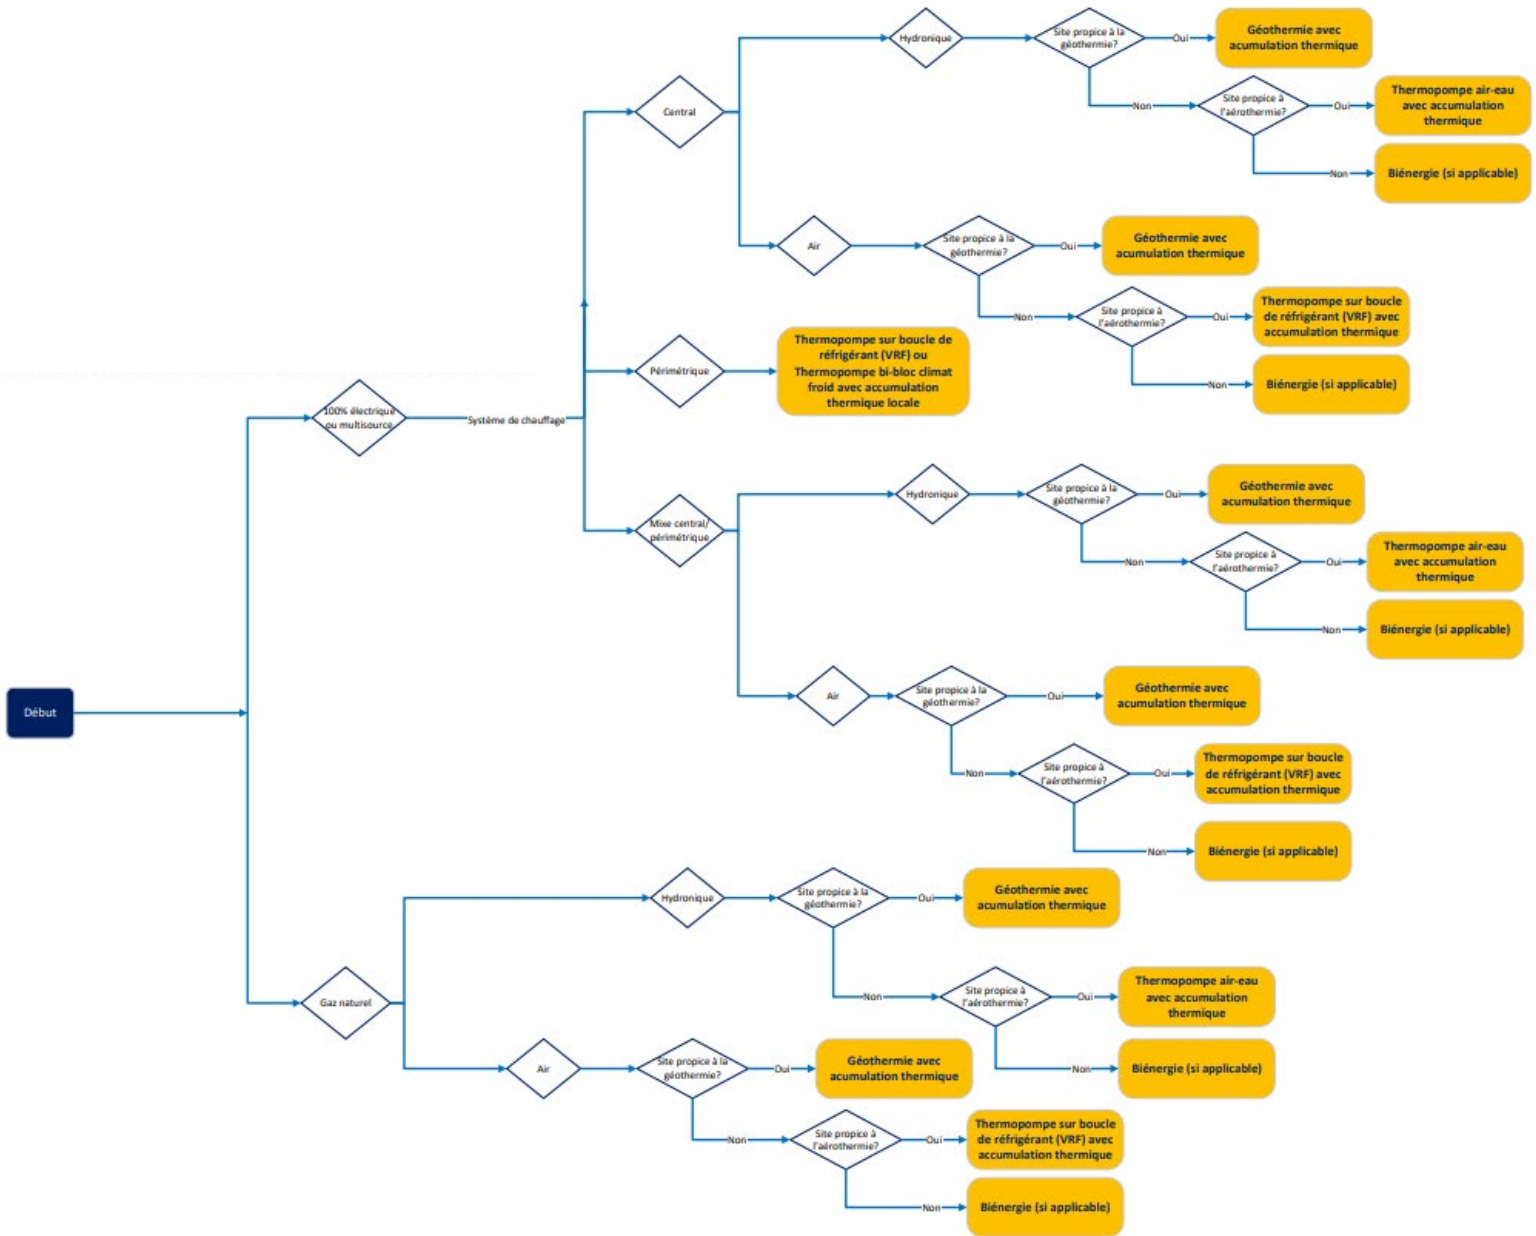 Hydronique
Site propice à la
géothermie?
Oui
Géothermie avec
acumulation thermique
Central
Non
Site propice à
l'aérothermie?
Oui
Thermopompe air-eau
avec accumulation
thermique
Non
Biénergie (si applicable)
Air
Site propice à la
géothermie?
Oui
Géothermie avec
acumulation thermique
Non
Site propice à
l'aérothermie?
Oui
Thermopompe sur boucle
de réfrigérant (VRF) avec
accumulation thermique
Non
Biénergie (si applicable)
Périmétrique
Thermopompe sur boucle de
réfrigérant (VRF) ou
Thermopompe bi-bloc climat
froid avec accumulation
thermique locale
100% électrique
ou multisource
Système de chauffage
Mixe central/
périmétrique
Hydronique
Site propice à la
géothermie?
Oui
Géothermie avec
acumulation thermique
Non
Site propice à
l'aérothermie?
Oui
Thermopompe air-eau
avec accumulation
thermique
Non
Biénergie (si applicable)
Air
Site propice à la
géothermie?
Oui
Géothermie avec
acumulation thermique
Début
Non
Site propice à
l'aérothermie?
Oui
Thermopompe sur boucle
de réfrigérant (VRF) avec
accumulation thermique
Non
Biénergie (si applicable)
Hydronique
Site propice à la
géothermie?
Oui
Géothermie avec
acumulation thermique
Gaz naturel
Non
Site propice à
l'aérothermie?
Oui
Thermopompe air-eau
avec accumulation
thermique
Non
Biénergie (si applicable)
Air
Site propice à la
géothermie?
Oui
Géothermie avec
acumulation thermique
Non
Site propice à
l'aérothermie?
Oui
Thermopompe sur boucle
de réfrigérant (VRF) avec
accumulation thermique
Non
Biénergie (si applicable)